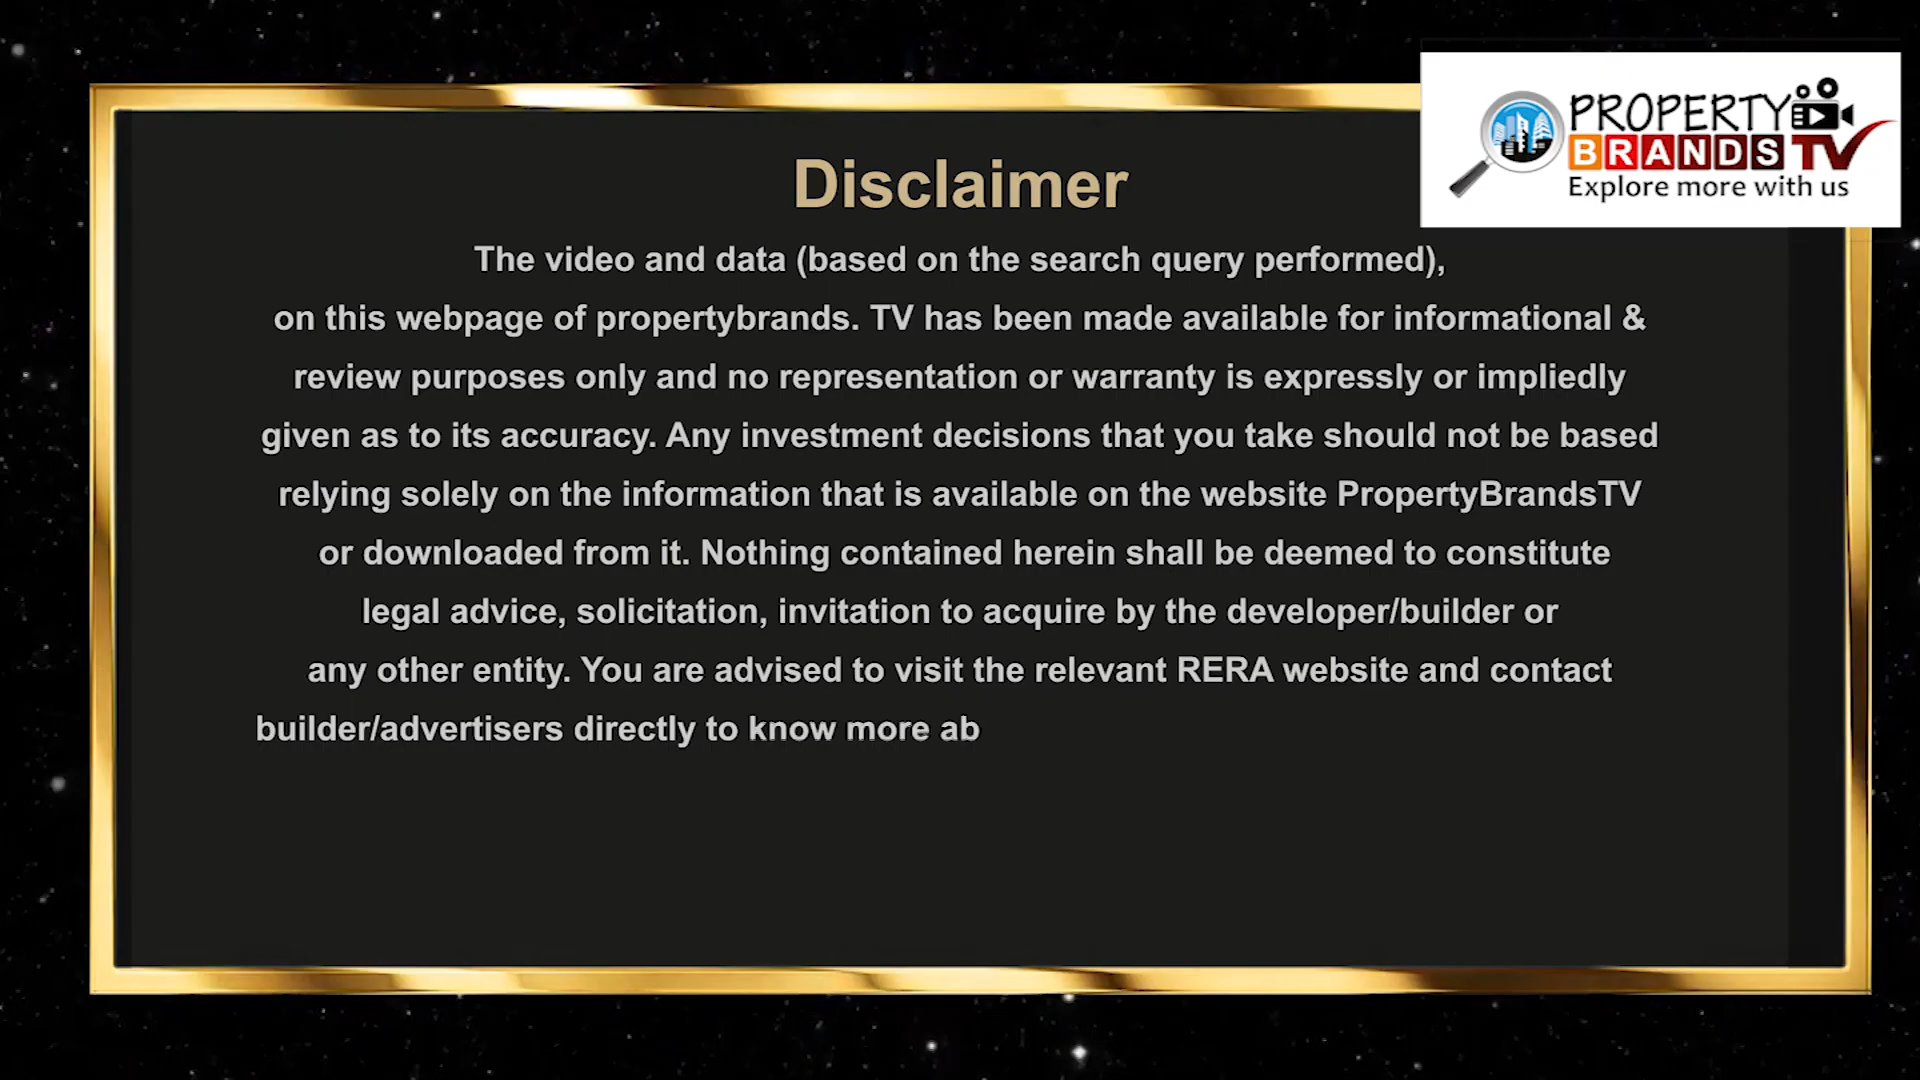 PROPERTY
BRANDS TV
Explore more with us
Disclaimer
The video and data (based on the search query performed),
on this webpage of propertybrands. TV has been made available for informational &
review purposes only and no representation or warranty is expressly or impliedly
given as to its accuracy. Any investment decisions that you take should not be based
relying solely on the information that is available on the website PropertyBrandsTV
or downloaded from it. Nothing contained herein shall be deemed to constitute
legal advice, solicitation, invitation to acquire by the developer/builder or
any other entity. You are advised to visit the relevant RERA website and contact
builder/advertisers directly to know more ab